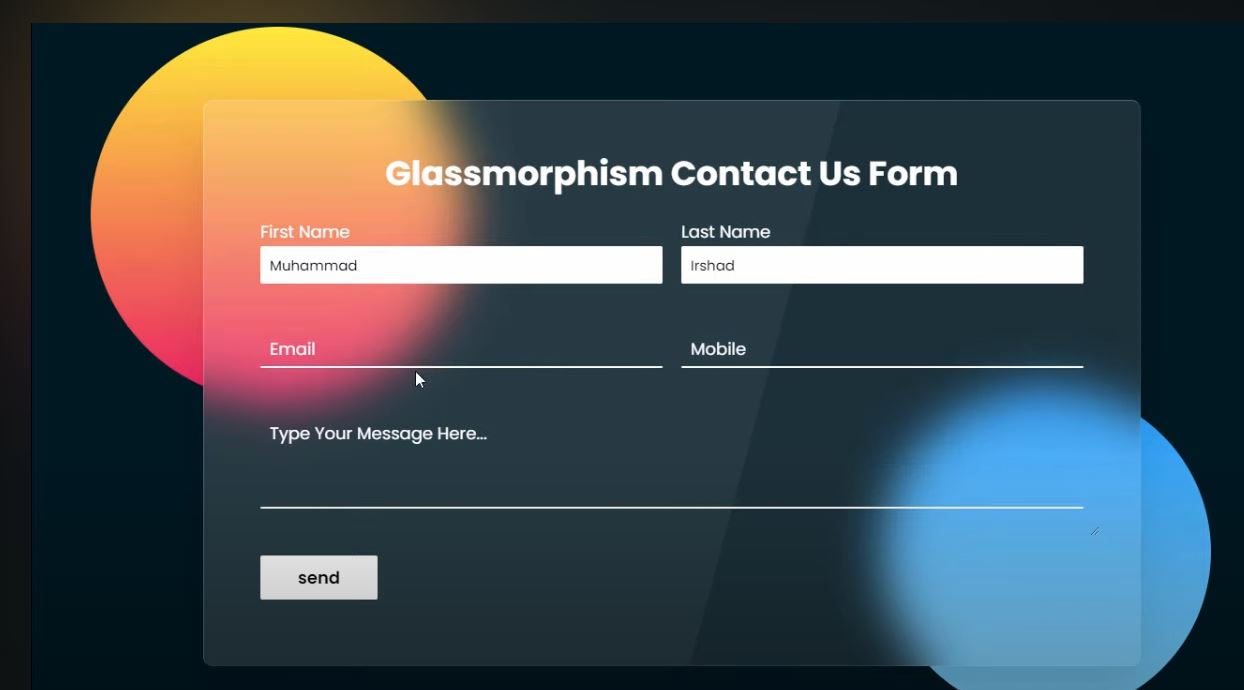 Glassmorphism Contact Us Form
First Name
Last Name
Muhammad
Irshad
Email
Mobile
Type Your Message Here...
send